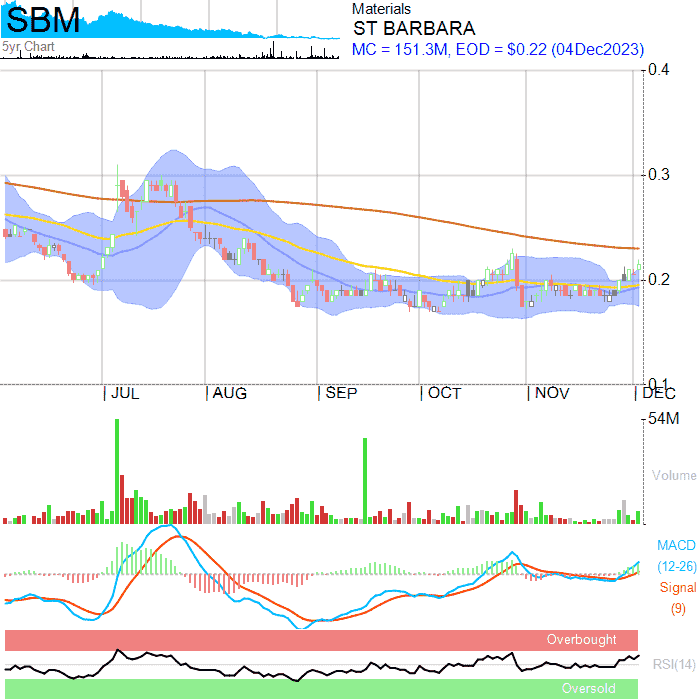 SBM
5yr. Chart
Materials
ST BARBARA
MC = 151.3M, EOD = $0.22 (04Dec2023)
0.4
0.3
0.2
0.1
JUL
AUG
SEP
OCT
NOV
DEC
54M
Volume
MACD
(12-26)
Signal
(9)
Overbought
RSI(14)
Oversold